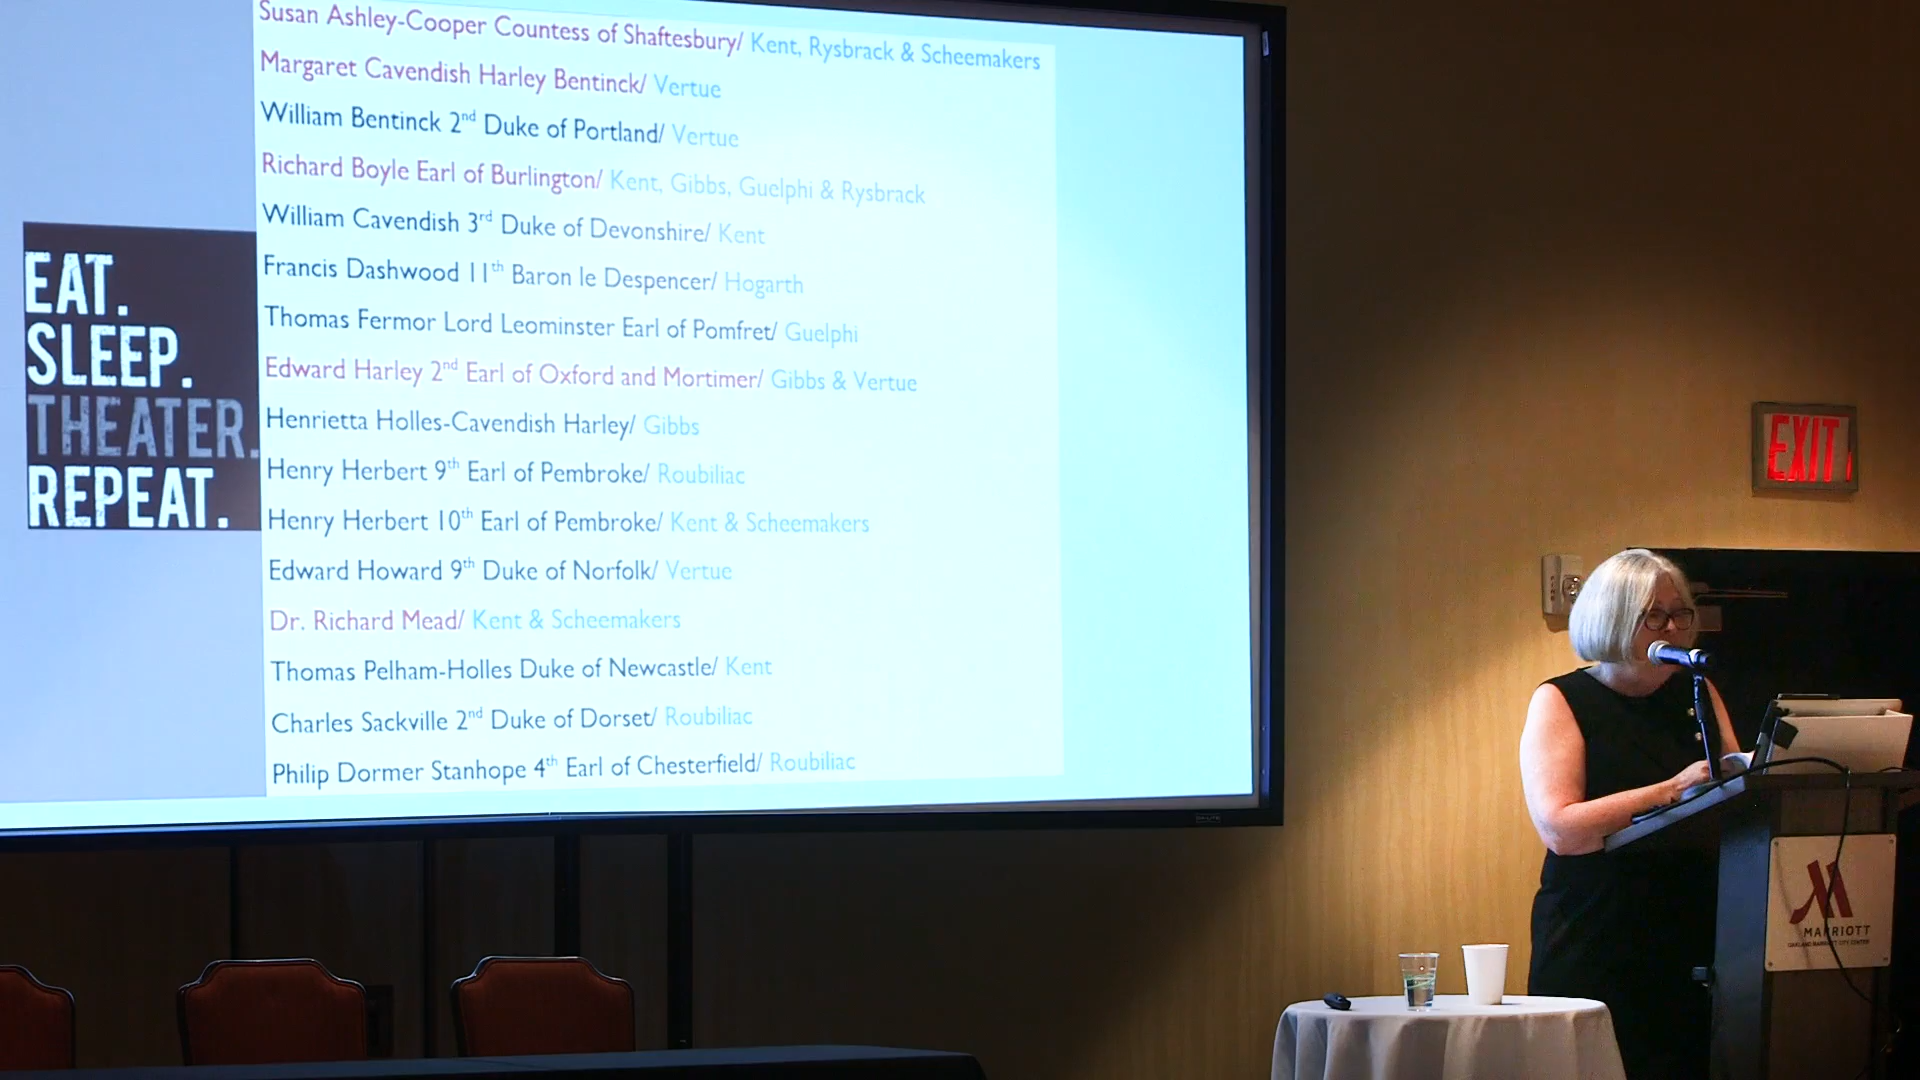 Susan Ashley-Cooper Countess of Shaftesbury/ Kent, Rysbrack & Scheemakers
Margaret Cavendish Harley Bentinck/ Vertue
William Bentinck 2nd Duke of Portland/ Vertue
Richard Boyle Earl of Burlington/ Kent, Gibbs, Guelphi & Rysbrack
William Cavendish 3rd Duke of Devonshire/ Kent
Francis Dashwood 11th Baron le Despencer/ Hogarth
Thomas Fermor Lord Leominster Earl of Pomfret/ Guelphi
Edward Harley 2nd Earl of Oxford and Mortimer/ Gibbs & Vertue
Henrietta Holles-Cavendish Harley/ Gibbs
Henry Herbert 9th Earl of Pembroke/ Roubiliac
Henry Herbert 10th Earl of Pembroke/ Kent & Scheemakers
Edward Howard 9th Duke of Norfolk/ Vertue
Dr. Richard Mead/ Kent & Scheemakers
Thomas Pelham-Holles Duke of Newcastle/ Kent
Charles Sackville 2nd Duke of Dorset/ Roubiliac
Philip Dormer Stanhope 4th Earl of Chesterfield/ Roubiliac
EAT.
SLEEP.
THEATER.
REPEAT.
EXIT
MARRIOTT
OAKLAND MARRIOTT CITY CENTER